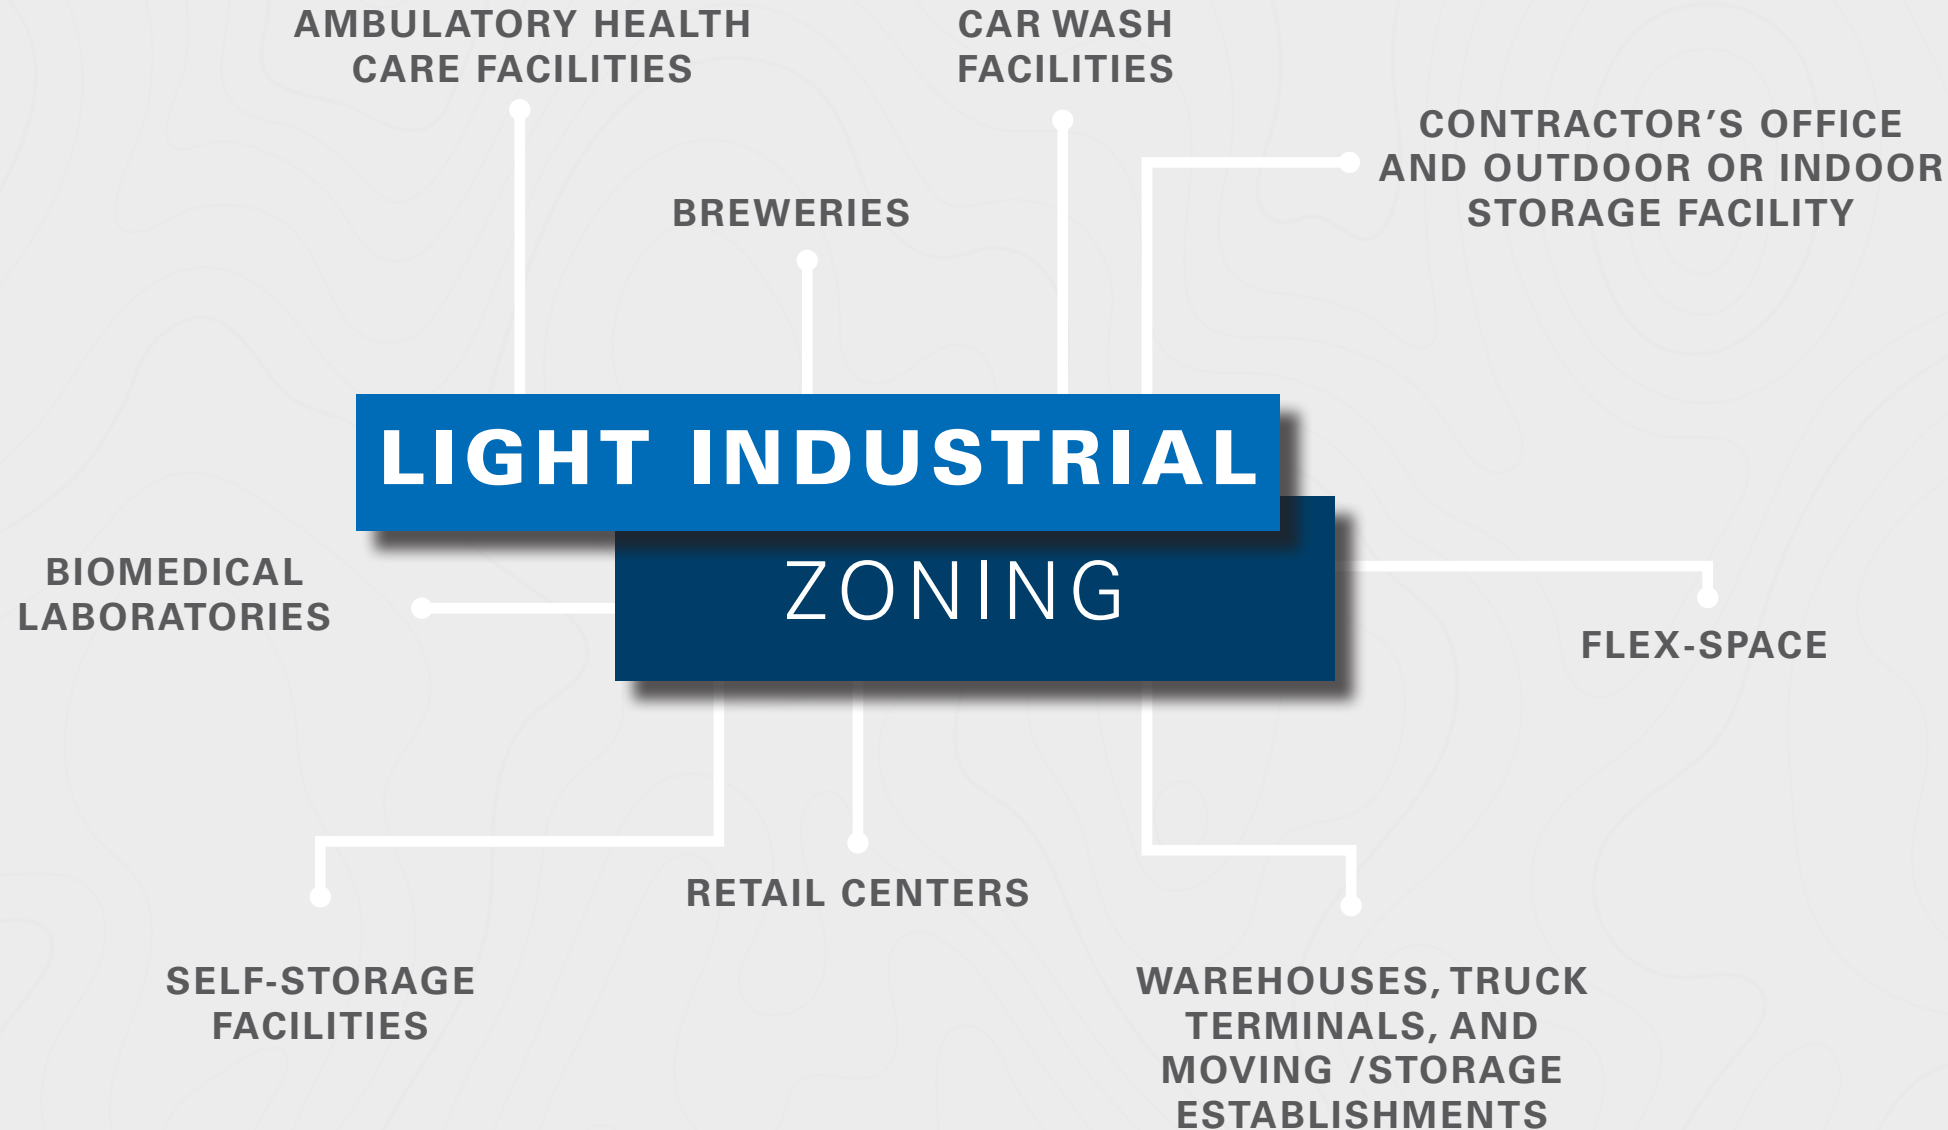 AMBULATORY HEALTH
CARE FACILITIES
CAR WASH
FACILITIES
CONTRACTOR’S OFFICE
AND OUTDOOR OR INDOOR
STORAGE FACILITY
BREWERIES
LIGHT INDUSTRIAL
ZONING
BIOMEDICAL
LABORATORIES
FLEX-SPACE
RETAIL CENTERS
SELF-STORAGE
FACILITIES
WAREHOUSES, TRUCK
TERMINALS, AND
MOVING /STORAGE
ESTABLISHMENTS